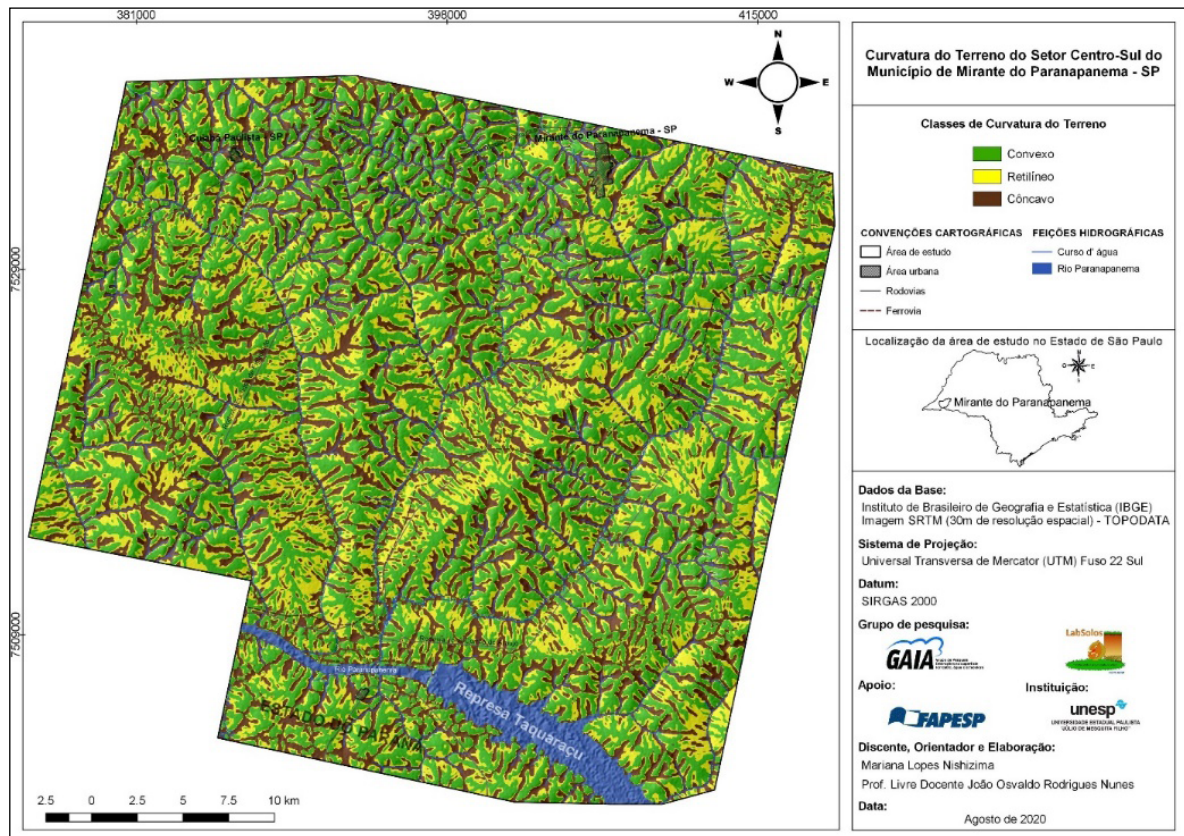 381000
398000
415000
7529000
7509000
N
W
E
S
Cuiabá Paulista - SP
Mirante do Paranapanema - SP
Rio Paranapanema
Represa Taquaraçu
ESTADO DO PARANÁ
2.5 0 2.5 5 7.5 10 km
Curvatura do Terreno do Setor Centro-Sul do
Município de Mirante do Paranapanema - SP
Classes de Curvatura do Terreno
Convexo
Retilíneo
Côncavo
CONVENÇÕES CARTOGRÁFICAS
Área de estudo
Área urbana
Rodovias
Ferrovia
FEIÇÕES HIDROGRÁFICAS
Curso d' água
Rio Paranapanema
Localização da área de estudo no Estado de São Paulo
Mirante do Paranapanema
Dados da Base:
Instituto de Brasileiro de Geografia e Estatística (IBGE)
Imagem SRTM (30m de resolução espacial) - TOPODATA
Sistema de Projeção:
Universal Transversa de Mercator (UTM) Fuso 22 Sul
Datum:
SIRGAS 2000
Grupo de pesquisa:
GAIA
LabSolos
Apoio:
FAPESP
Instituição:
unesp
UNIVERSIDADE ESTADUAL PAULISTA
"JÚLIO DE MESQUITA FILHO"
Discente, Orientador e Elaboração:
Mariana Lopes Nishizima
Prof. Livre Docente João Osvaldo Rodrigues Nunes
Data:
Agosto de 2020